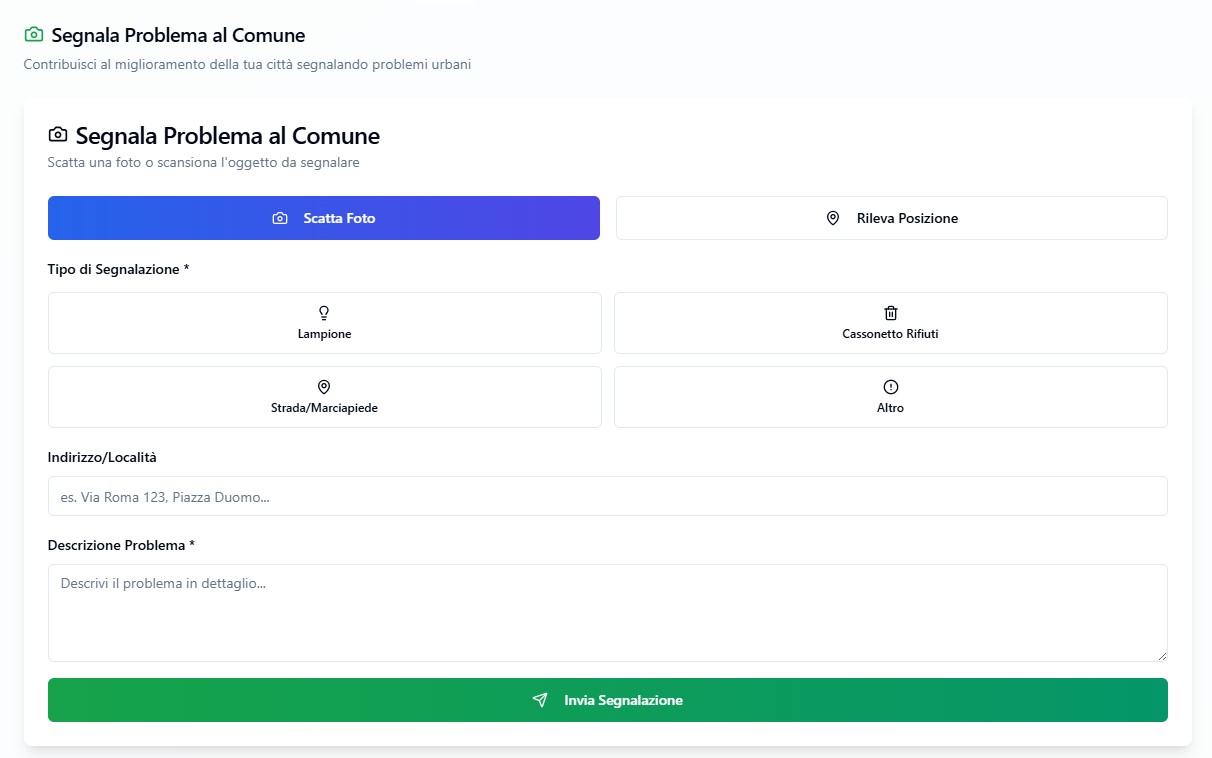 Segnala Problema al Comune
Contribuisci al miglioramento della tua città segnalando problemi urbani
Segnala Problema al Comune
Scatta una foto o scansiona l'oggetto da segnalare
Scatta Foto
Rileva Posizione
Tipo di Segnalazione *
Lampione
Cassonetto Rifiuti
Strada/Marciapiede
Altro
Indirizzo/Località
es. Via Roma 123, Piazza Duomo...
Descrizione Problema *
Descrivi il problema in dettaglio...
Invia Segnalazione